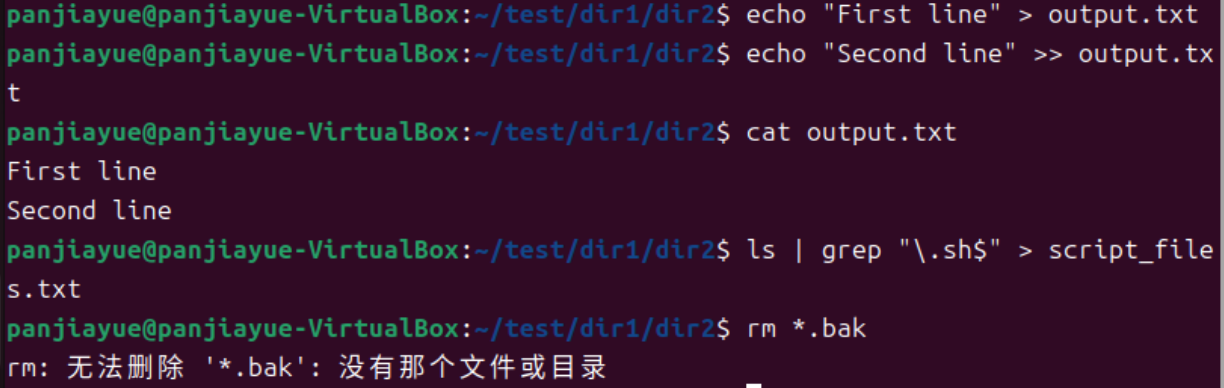 panjiayue@panjiayue-VirtualBox:~/test/dir1/dir2$ echo "First line" > output.txt
panjiayue@panjiayue-VirtualBox:~/test/dir1/dir2$ echo "Second line" >> output.tx
t
panjiayue@panjiayue-VirtualBox:~/test/dir1/dir2$ cat output.txt
First line
Second line
panjiayue@panjiayue-VirtualBox:~/test/dir1/dir2$ ls | grep "\.sh$" > script_file
s.txt
panjiayue@panjiayue-VirtualBox:~/test/dir1/dir2$ rm *.bak
rm: 无法删除 '*.bak': 没有那个文件或目录